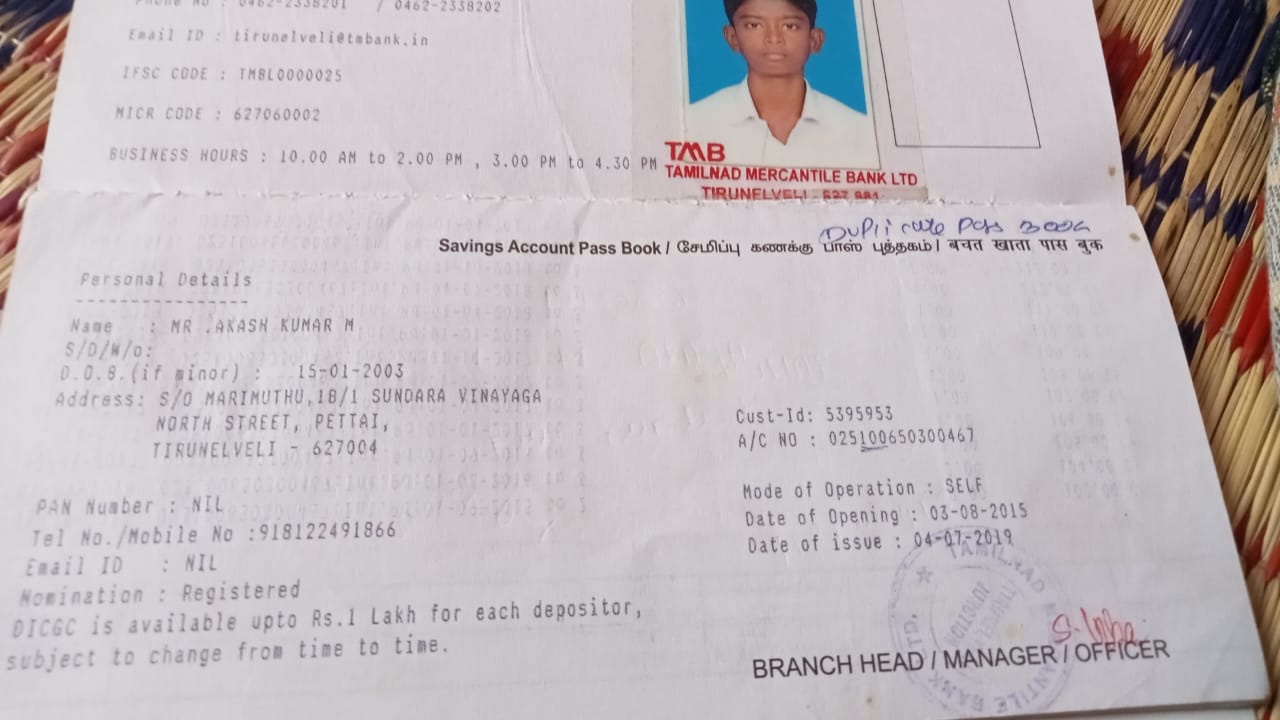 Phone No : 0462-2338201 / 0462-2338202
Email ID : tirunelveli@tmbank.in
IFSC CODE : TMBL0000025
MICR CODE : 627060002
BUSINESS HOURS : 10.00 AM to 2.00 PM , 3.00 PM to 4.30 PM
TMB
TAMILNAD MERCANTILE BANK LTD
TIRUNELVELI - 627 001.
Duplicate Pass Book
Savings Account Pass Book / சேமிப்பு கணக்கு பாஸ் புத்தகம் / बचत खाता पास बुक
Personal Details
----------------
Name : MR .AKASH KUMAR M
S/D/W/o:
D.O.B.(if minor) : 15-01-2003
Address: S/O MARIMUTHU,18/1 SUNDARA VINAYAGA
NORTH STREET, PETTAI,
TIRUNELVELI - 627004
Cust-Id: 5395953
A/C NO : 025100650300467
PAN Number : NIL
Tel No./Mobile No :918122491866
Email ID : NIL
Nomination : Registered
DICGC is available upto Rs.1 Lakh for each depositor,
subject to change from time to time.
Mode of Operation : SELF
Date of Opening : 03-08-2015
Date of issue : 04-07-2019
TAMILNAD MERCANTILE BANK LTD.
TIRUNELVELI JUNCTION
BRANCH HEAD / MANAGER / OFFICER